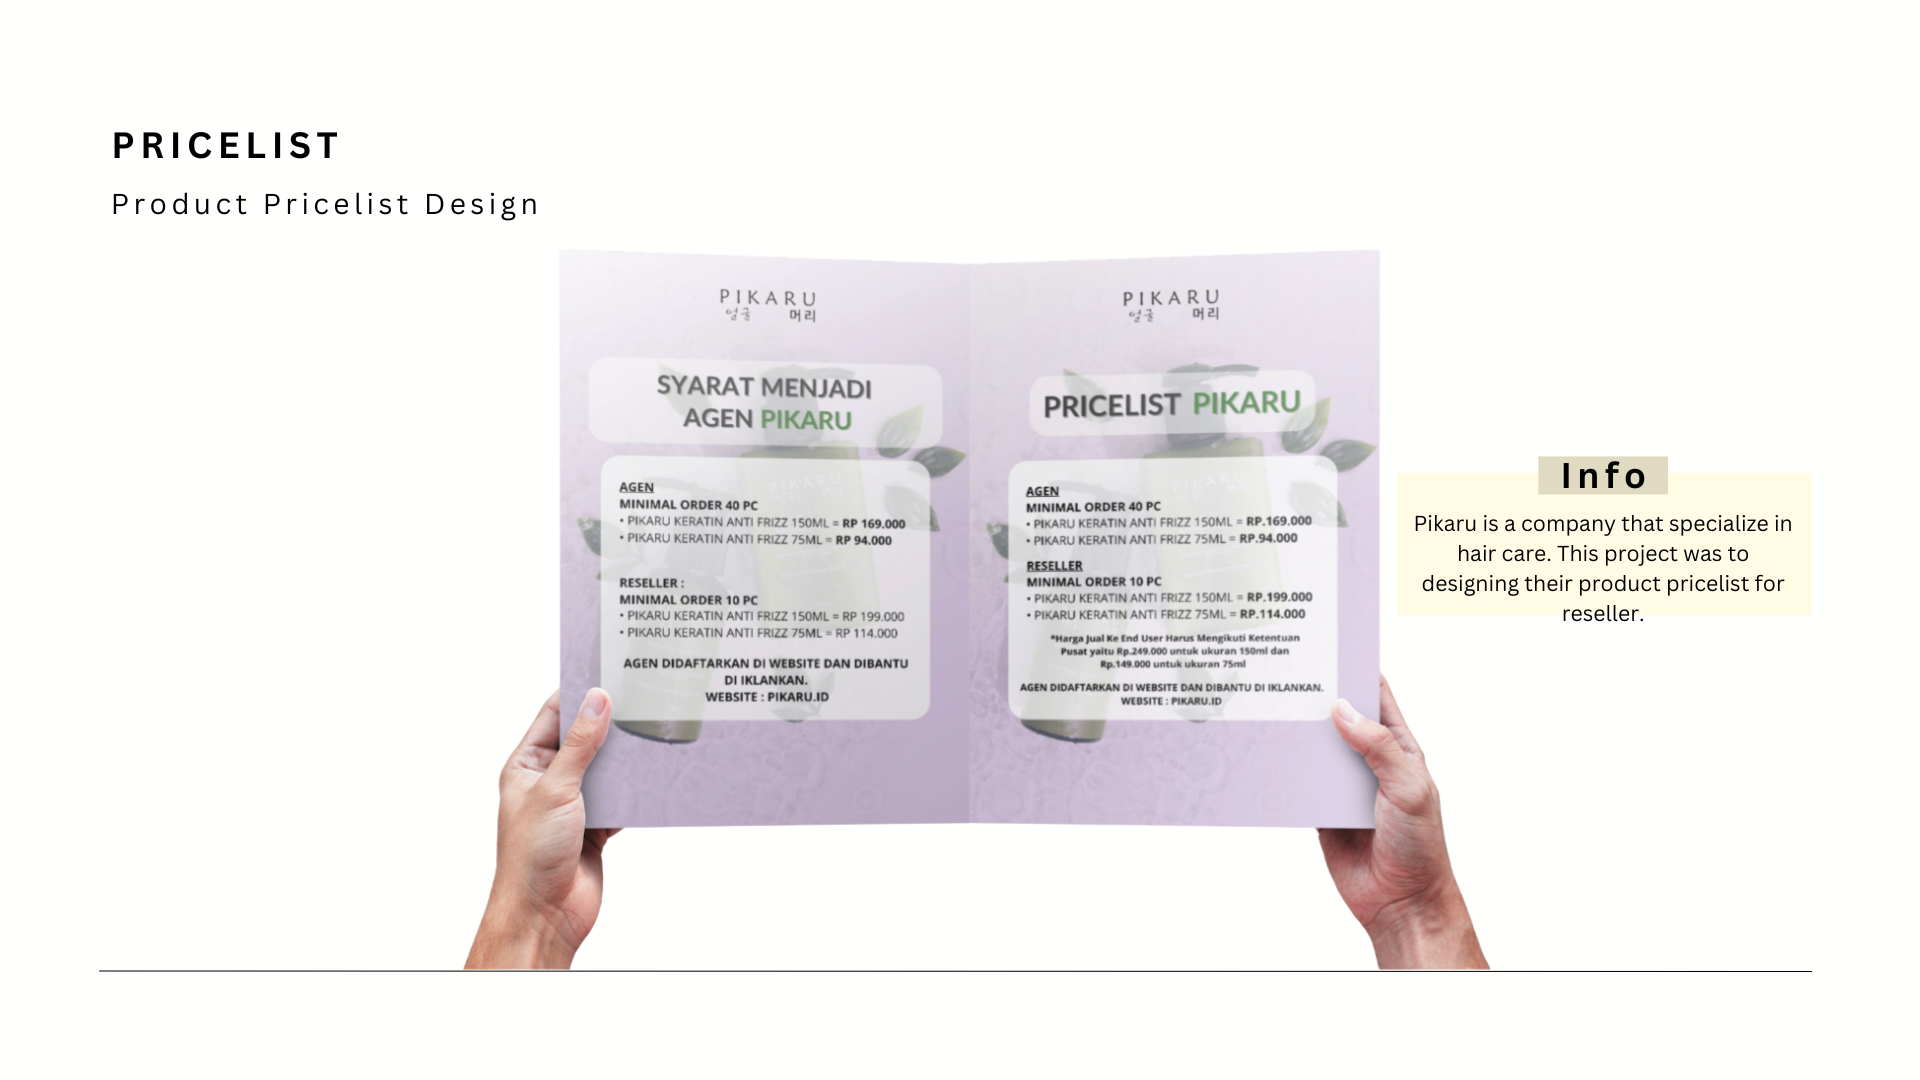 PRICELIST
Product Pricelist Design
PIKARU
얼굴 머리
SYARAT MENJADI
AGEN PIKARU
AGEN
MINIMAL ORDER 40 PC
• PIKARU KERATIN ANTI FRIZZ 150ML = RP 169.000
• PIKARU KERATIN ANTI FRIZZ 75ML = RP 94.000
RESELLER :
MINIMAL ORDER 10 PC
• PIKARU KERATIN ANTI FRIZZ 150ML = RP 199.000
• PIKARU KERATIN ANTI FRIZZ 75ML = RP 114.000
AGEN DIDAFTARKAN DI WEBSITE DAN DIBANTU
DI IKLANKAN.
WEBSITE : PIKARU.ID
PIKARU
얼굴 머리
PRICELIST PIKARU
AGEN
MINIMAL ORDER 40 PC
• PIKARU KERATIN ANTI FRIZZ 150ML = RP.169.000
• PIKARU KERATIN ANTI FRIZZ 75ML = RP.94.000
RESELLER
MINIMAL ORDER 10 PC
• PIKARU KERATIN ANTI FRIZZ 150ML = RP.199.000
• PIKARU KERATIN ANTI FRIZZ 75ML = RP.114.000
*Harga Jual Ke End User Harus Mengikuti Ketentuan
Pusat yaitu Rp.249.000 untuk ukuran 150ml dan
Rp.149.000 untuk ukuran 75ml
AGEN DIDAFTARKAN DI WEBSITE DAN DIBANTU DI IKLANKAN.
WEBSITE : PIKARU.ID
Info
Pikaru is a company that specialize in
hair care. This project was to
designing their product pricelist for
reseller.